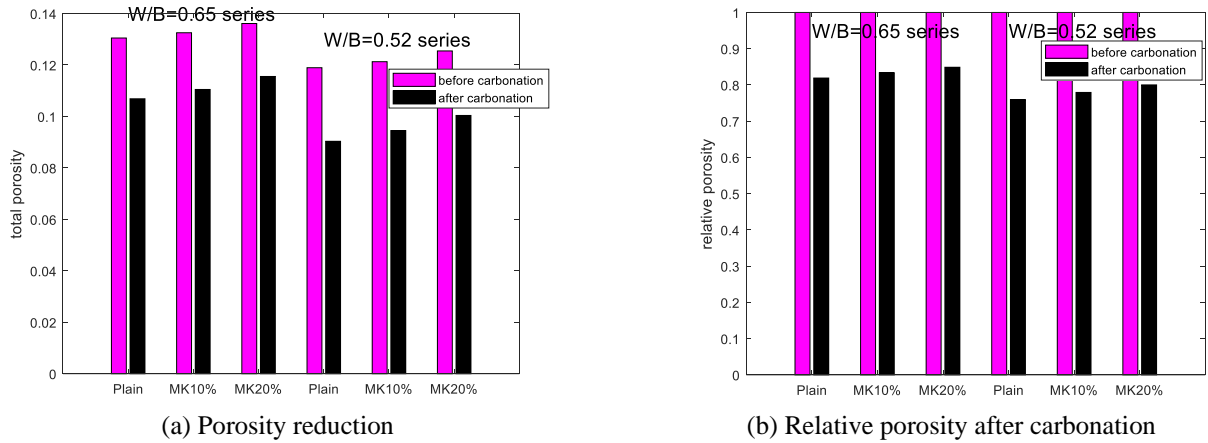 0.14
0.12
0.1
0.08
0.06
0.04
0.02
0
total porosity
W/B=0.65 series
W/B=0.52 series
before carbonation
after carbonation
Plain MK10% MK20% Plain MK10% MK20%
(a) Porosity reduction
1
0.9
0.8
0.7
0.6
0.5
0.4
0.3
0.2
0.1
0
relative porosity
W/B=0.65 series
W/B=0.52 series
before carbonation
after carbonation
Plain MK10% MK20% Plain MK10% MK20%
(b) Relative porosity after carbonation